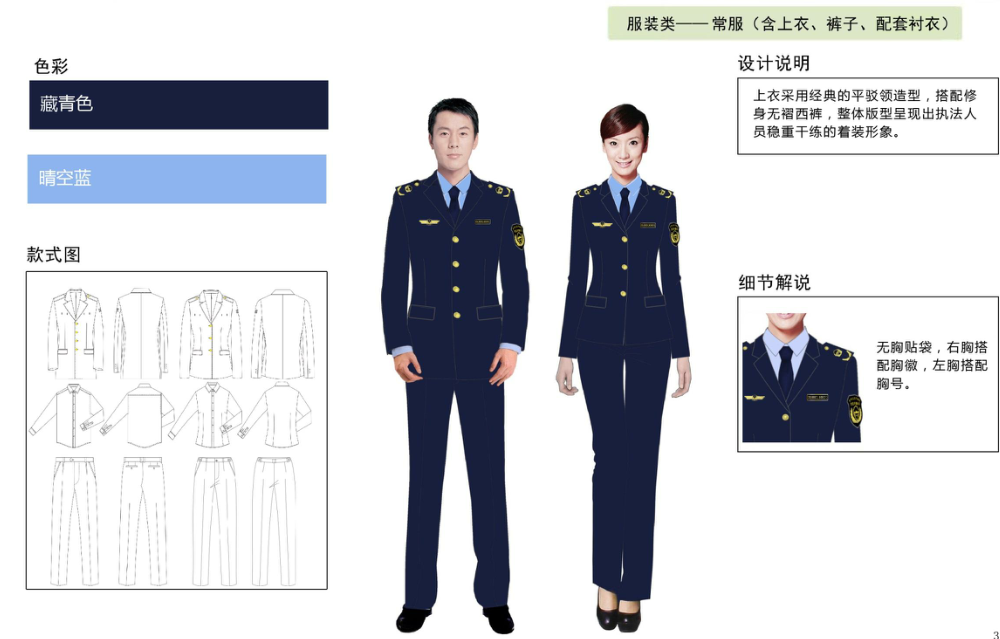 服装类——常服（含上衣、裤子、配套衬衣）
色彩
藏青色
晴空蓝
款式图
设计说明
上衣采用经典的平驳领造型，搭配修
身无褶西裤，整体版型呈现出执法人
员稳重干练的着装形象。
细节解说
无胸贴袋，右胸搭
配胸徽，左胸搭配
胸号。
3